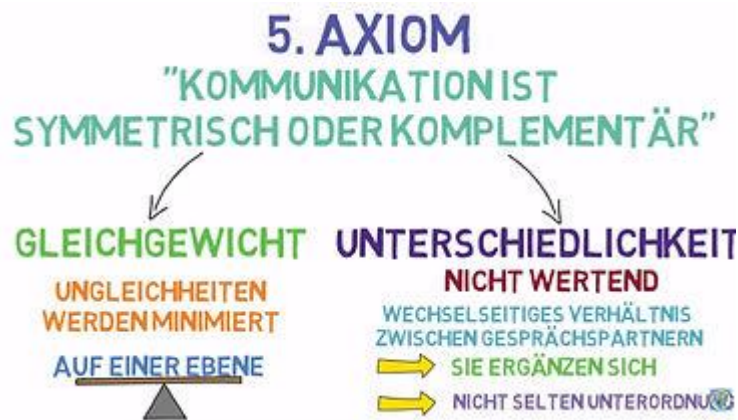 5. AXIOM
"KOMMUNIKATION IST
SYMMETRISCH ODER KOMPLEMENTÄR"
GLEICHGEWICHT
UNGLEICHHEITEN
WERDEN MINIMIERT
AUF EINER EBENE
UNTERSCHIEDLICHKEIT
NICHT WERTEND
WECHSELSEITIGES VERHÄLTNIS
ZWISCHEN GESPRÄCHSPARTNERN
SIE ERGÄNZEN SICH
NICHT SELTEN UNTERORDNUNG